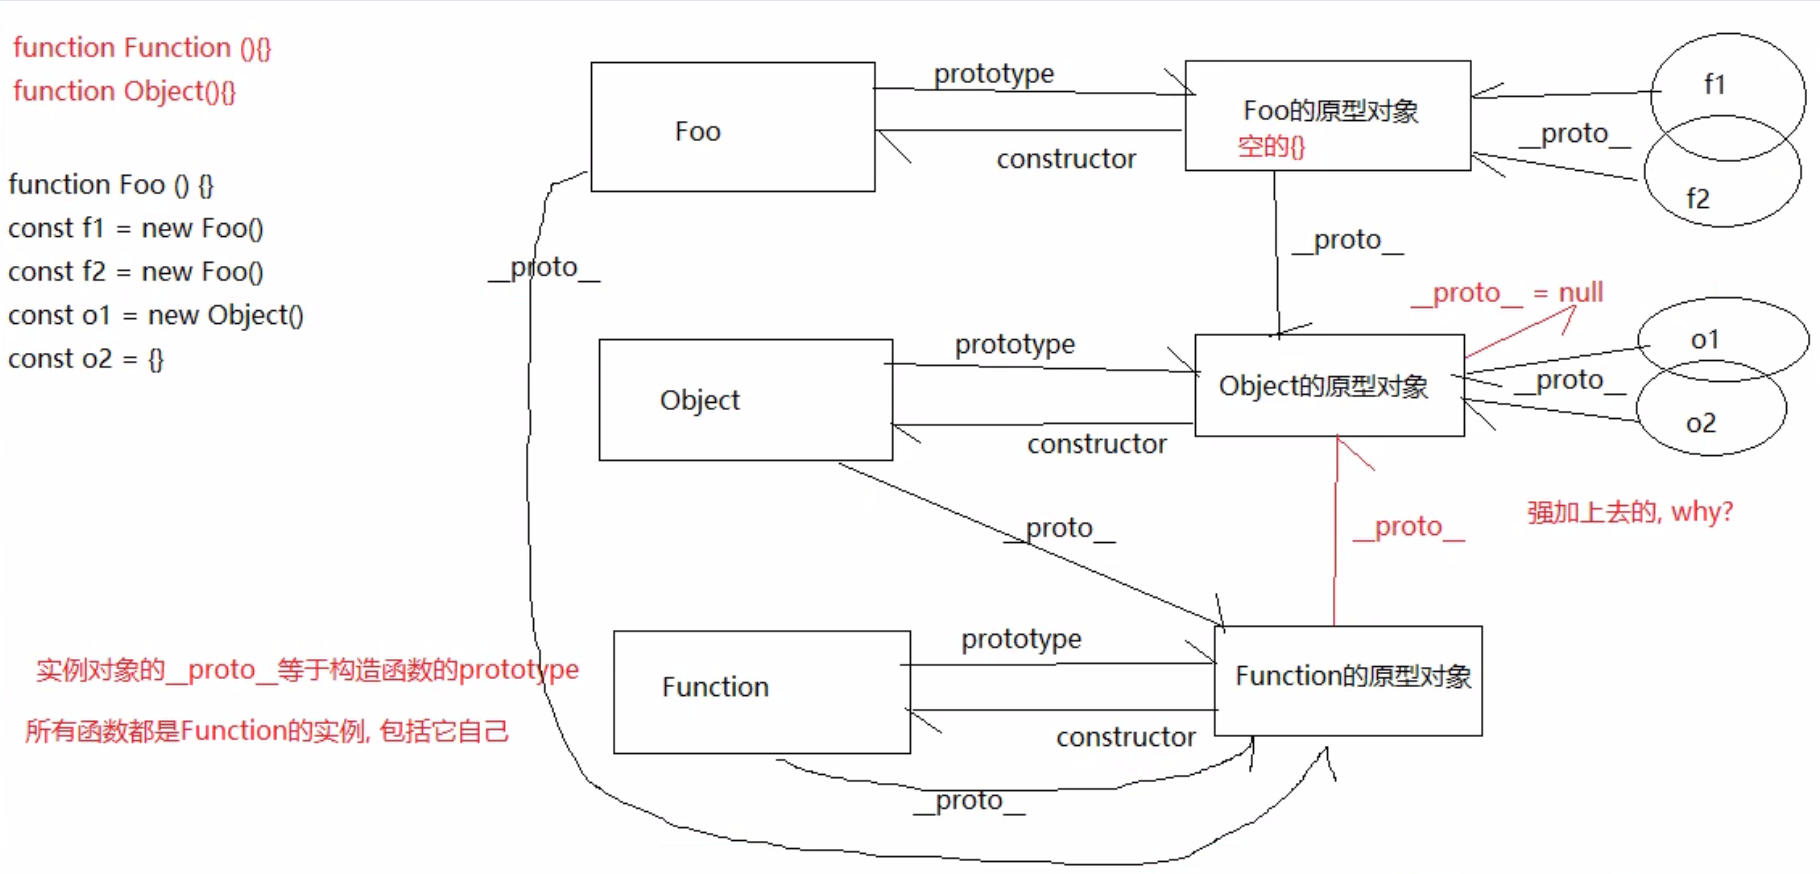 function Function (){}
function Object(){}
function Foo () {}
const f1 = new Foo()
const f2 = new Foo()
const o1 = new Object()
const o2 = {}
Foo
prototype
constructor
Foo的原型对象
空的{}
f1
__proto__
f2
__proto__
__proto__
__proto__ = null
Object
prototype
constructor
Object的原型对象
o1
__proto__
o2
__proto__
__proto__
强加上去的, why?
实例对象的__proto__等于构造函数的prototype
所有函数都是Function的实例, 包括它自己
Function
prototype
constructor
Function的原型对象
__proto__